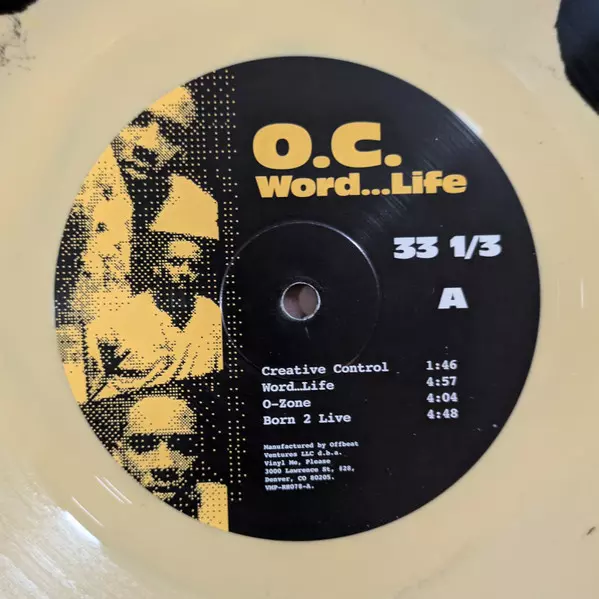 O.C.
Word...Life
33 1/3
A
Creative Control 1:46
Word…Life 4:57
O-Zone 4:04
Born 2 Live 4:48
Manufactured by Offbeat
Ventures LLC d.b.a.
Vinyl Me, Please
3000 Lawrence St, #28,
Denver, CO 80205.
VMP-RH078-A.